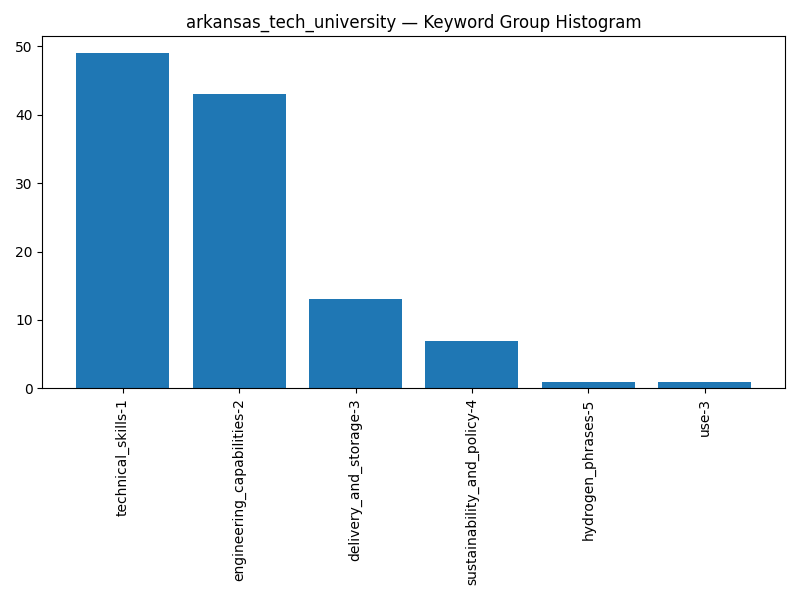 arkansas_tech_university — Keyword Group Histogram
50
40
30
20
10
0
technical_skills-1
engineering_capabilities-2
delivery_and_storage-3
sustainability_and_policy-4
hydrogen_phrases-5
use-3